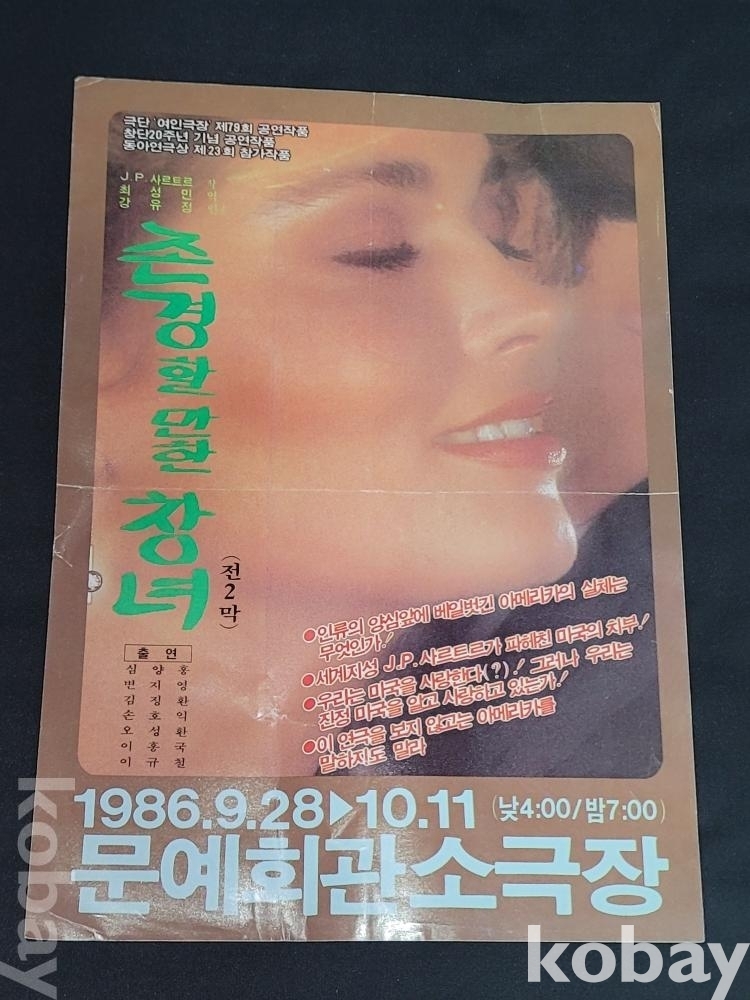 극단 '여인극장' 제79회 공연작품
창단20주년 기념 공연작품
동아연극상 제23회 참가작품
J.P.사르트르 작
최성민 역
강유정
존경할 만한 창녀
(전2막)
출연
심양홍
변지영
김징환
손호익
오성환
이홍국
이규철
●인류의 양심앞에 베일벗긴 아메리카의 실체는
무엇인가!
●세계지성 J.P.사르트르가 파헤친 미국의 치부!
●우리는 미국을 사랑한다(?)! 그러나 우리는
진정 미국을 알고 사랑하고 있는가!
●이 연극을 보지 않고는 아메리카를
말하지도 말라
1986.9.28▶10.11 (낮4:00/밤7:00)
문예회관소극장
kobay
kobay